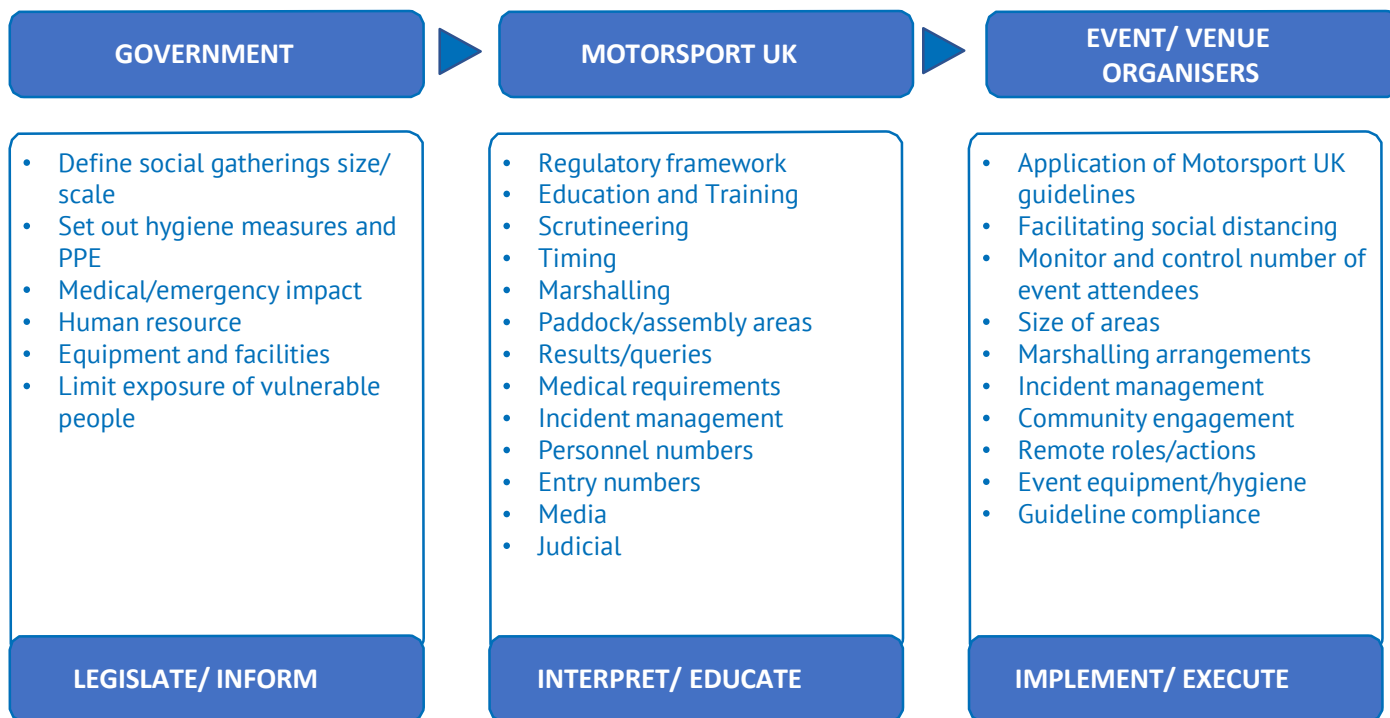 GOVERNMENT
MOTORSPORT UK
EVENT/ VENUE
ORGANISERS
• Define social gatherings size/
scale
• Set out hygiene measures and
PPE
• Medical/emergency impact
• Human resource
• Equipment and facilities
• Limit exposure of vulnerable
people
• Regulatory framework
• Education and Training
• Scrutineering
• Timing
• Marshalling
• Paddock/assembly areas
• Results/queries
• Medical requirements
• Incident management
• Personnel numbers
• Entry numbers
• Media
• Judicial
• Application of Motorsport UK
guidelines
• Facilitating social distancing
• Monitor and control number of
event attendees
• Size of areas
• Marshalling arrangements
• Incident management
• Community engagement
• Remote roles/actions
• Event equipment/hygiene
• Guideline compliance
LEGISLATE/ INFORM
INTERPRET/ EDUCATE
IMPLEMENT/ EXECUTE